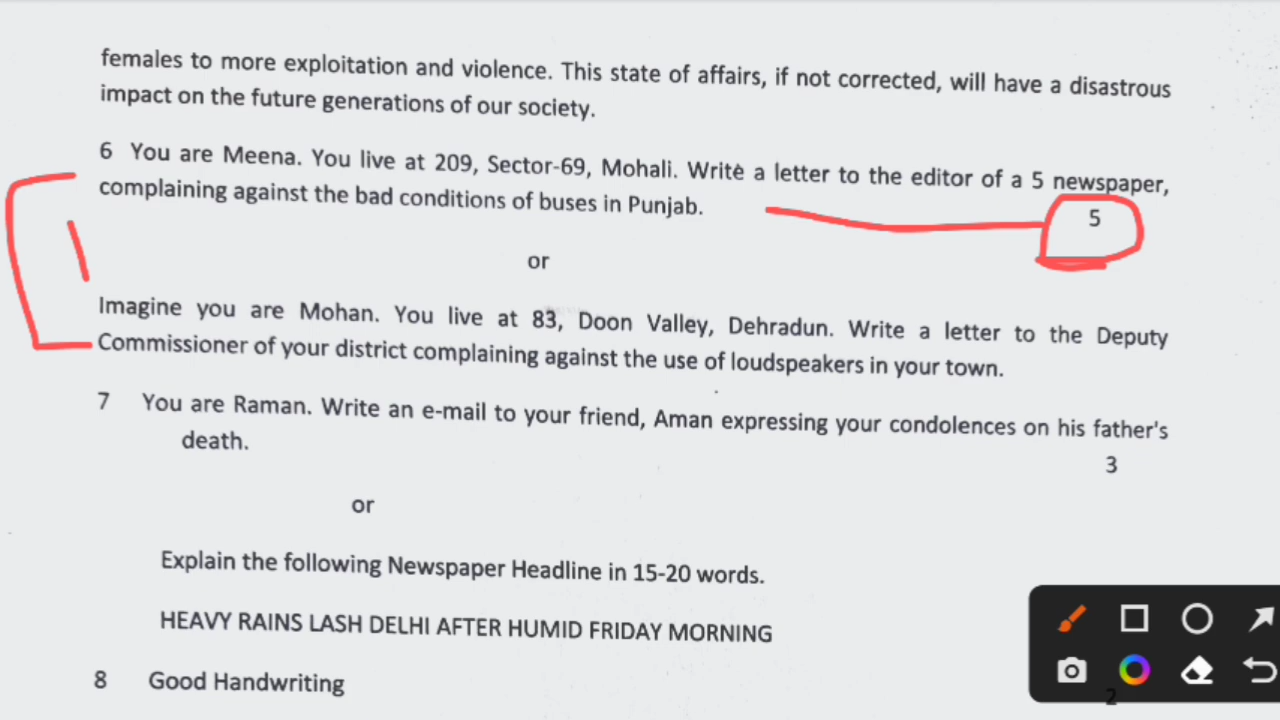 females to more exploitation and violence. This state of affairs, if not corrected, will have a disastrous
impact on the future generations of our society.
6 You are Meena. You live at 209, Sector-69, Mohali. Write a letter to the editor of a 5 newspaper,
complaining against the bad conditions of buses in Punjab.
5
or
Imagine you are Mohan. You live at 83, Doon Valley, Dehradun. Write a letter to the Deputy
Commissioner of your district complaining against the use of loudspeakers in your town.
7 You are Raman. Write an e-mail to your friend, Aman expressing your condolences on his father's
death.
3
or
Explain the following Newspaper Headline in 15-20 words.
HEAVY RAINS LASH DELHI AFTER HUMID FRIDAY MORNING
8 Good Handwriting
2